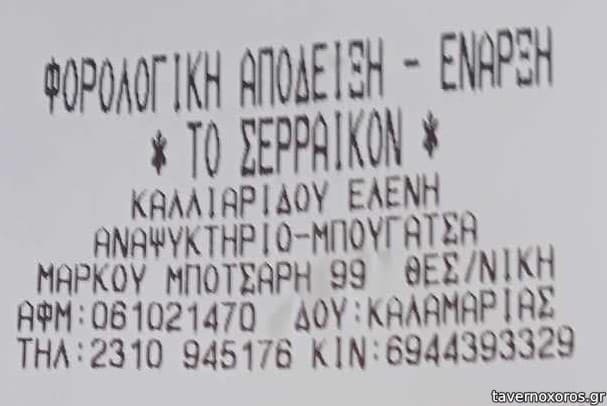 ΦΟΡΟΛΟΓΙΚΗ ΑΠΟΔΕΙΞΗ - ΕΝΑΡΞΗ
* ΤΟ ΣΕΡΡΑΙΚΟΝ *
ΚΑΛΛΙΑΡΙΔΟΥ ΕΛΕΝΗ
ΑΝΑΨΥΚΤΗΡΙΟ-ΜΠΟΥΓΑΤΣΑ
ΜΑΡΚΟΥ ΜΠΟΤΣΑΡΗ 99 ΘΕΣ/ΝΙΚΗ
ΑΦΜ:061021470 ΔΟΥ:ΚΑΛΑΜΑΡΙΑΣ
ΤΗΛ:2310 945176 ΚΙΝ:6944393329
tavernoxoros.gr